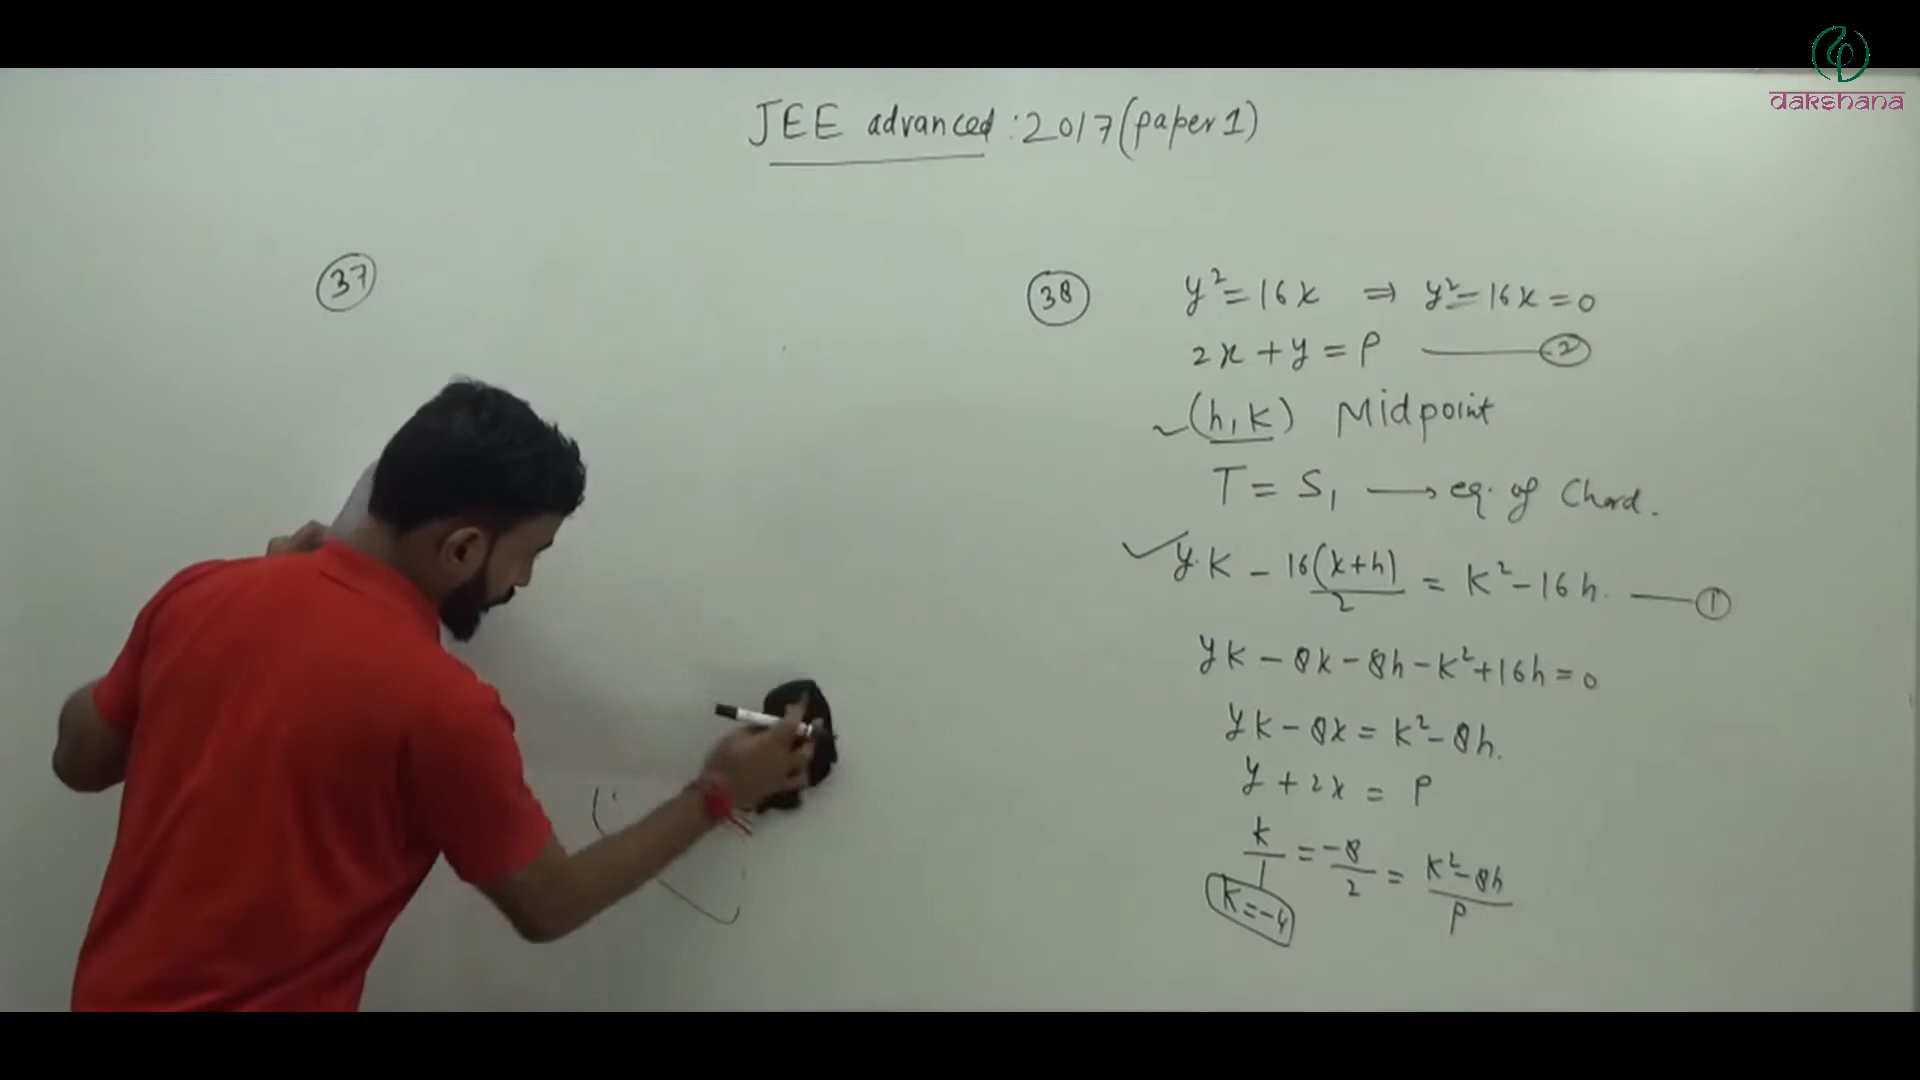 dakshana
JEE advanced : 2017 (paper 1)
37
38
y² = 16x ⇒ y² - 16x = 0
2x + y = P —— 2
(h, k) Midpoint
T = S₁ → eq. of Chord.
✓ y.k - 16(x+h)/2 = k² - 16h. —— 1
yk - 8x - 8h - k² + 16h = 0
yk - 8x = k² - 8h.
y + 2x = P
k/1 = -8/2 = k² - 8h/P
k = -4